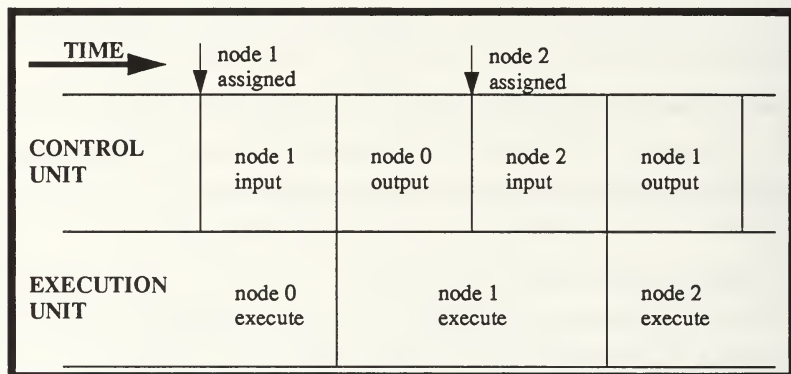 TIME
node 1
assigned
node 2
assigned
CONTROL
UNIT
node 1
input
node 0
output
node 2
input
node 1
output
EXECUTION
UNIT
node 0
execute
node 1
execute
node 2
execute